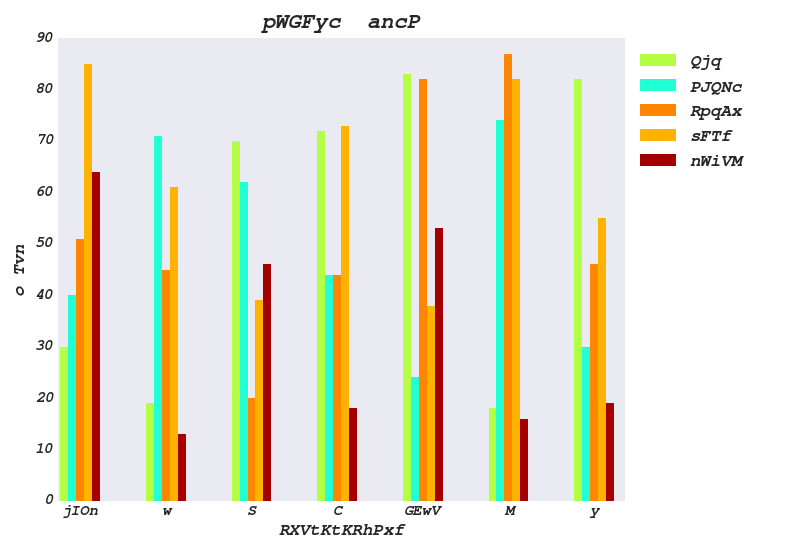 pWGFyc ancP
90
80
70
60
50
40
30
20
10
0
o Tvn
jIOn w S C GEwV M y
RXVtKtKRhPxf
Qjq
PJQNc
RpqAx
sFTf
nWiVM